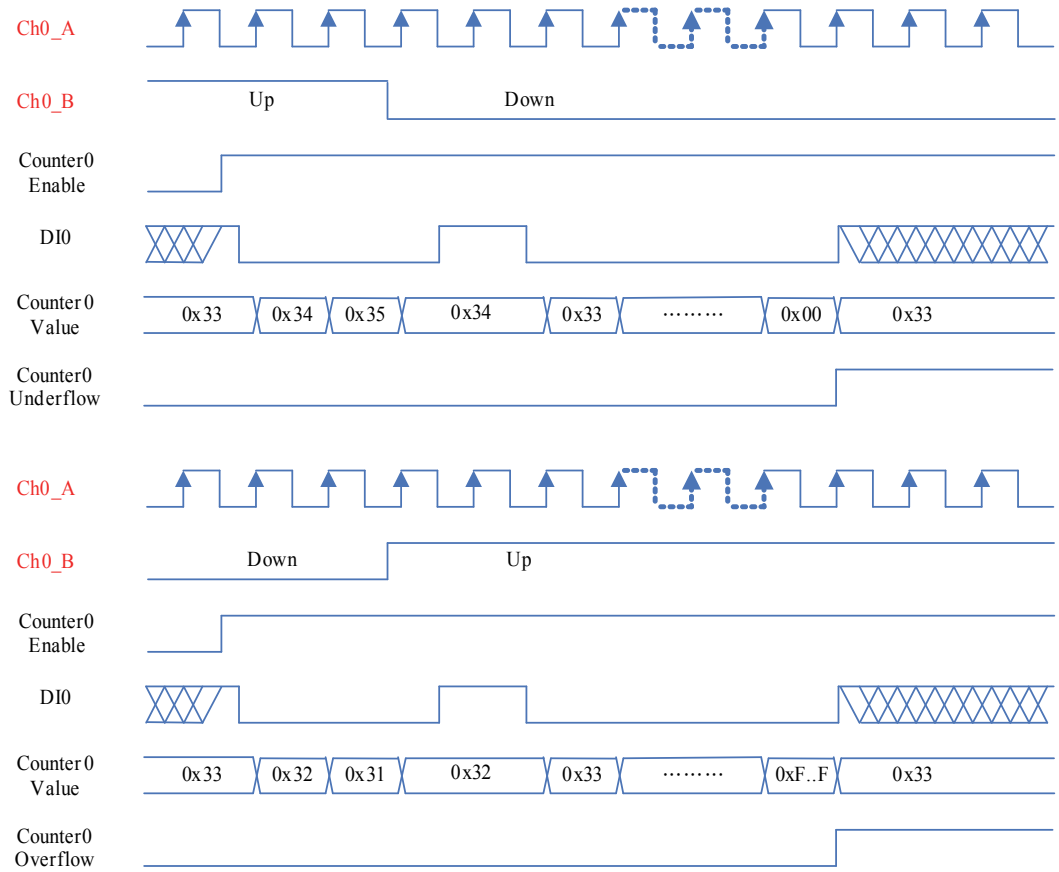 Ch0_A
Ch0_B
Up
Down
Counter0
Enable
DI0
Counter0
Value
0x33
0x34
0x35
0x34
0x33
………
0x00
0x33
Counter0
Underflow
Ch0_A
Ch0_B
Down
Up
Counter0
Enable
DI0
Counter0
Value
0x33
0x32
0x31
0x32
0x33
………
0xF..F
0x33
Counter0
Overflow